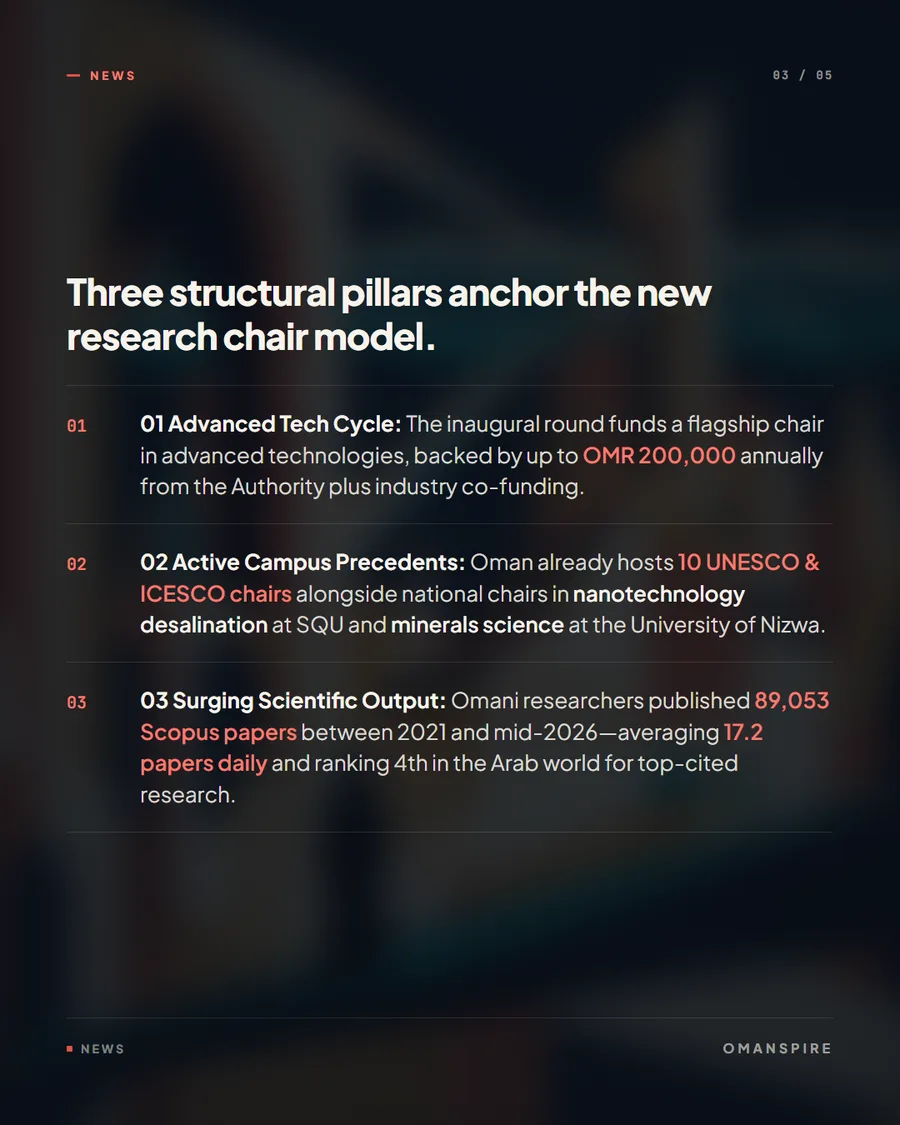 — NEWS
03 / 05
Three structural pillars anchor the new
research chair model.
01
01 Advanced Tech Cycle: The inaugural round funds a flagship chair
in advanced technologies, backed by up to OMR 200,000 annually
from the Authority plus industry co-funding.
02
02 Active Campus Precedents: Oman already hosts 10 UNESCO &
ICESCO chairs alongside national chairs in nanotechnology
desalination at SQU and minerals science at the University of Nizwa.
03
03 Surging Scientific Output: Omani researchers published 89,053
Scopus papers between 2021 and mid-2026—averaging 17.2
papers daily and ranking 4th in the Arab world for top-cited
research.
NEWS
OMANSPIRE